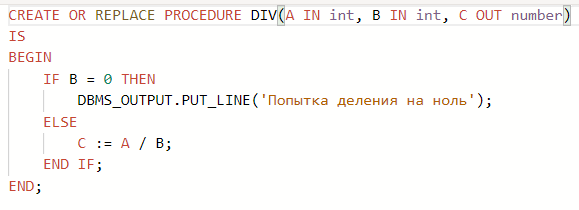 CREATE OR REPLACE PROCEDURE DIV(A IN int, B IN int, C OUT number)
IS
BEGIN
    IF B = 0 THEN
        DBMS_OUTPUT.PUT_LINE('Попытка деления на ноль');
    ELSE
        C := A / B;
    END IF;
END;